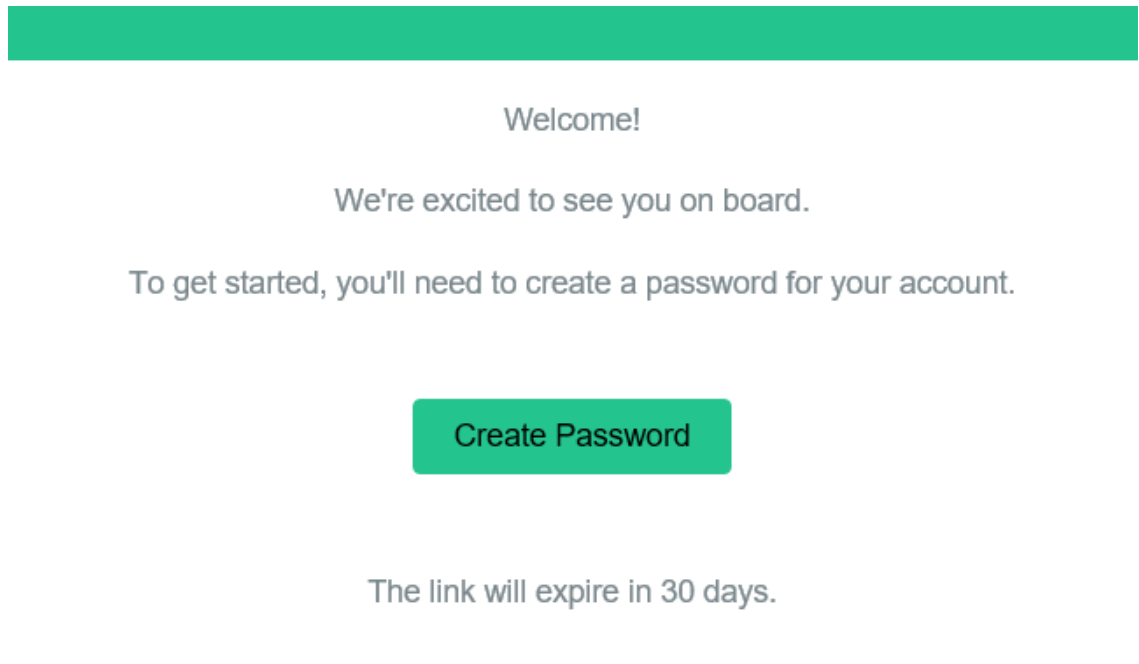 Welcome!
We're excited to see you on board.
To get started, you'll need to create a password for your account.
Create Password
The link will expire in 30 days.